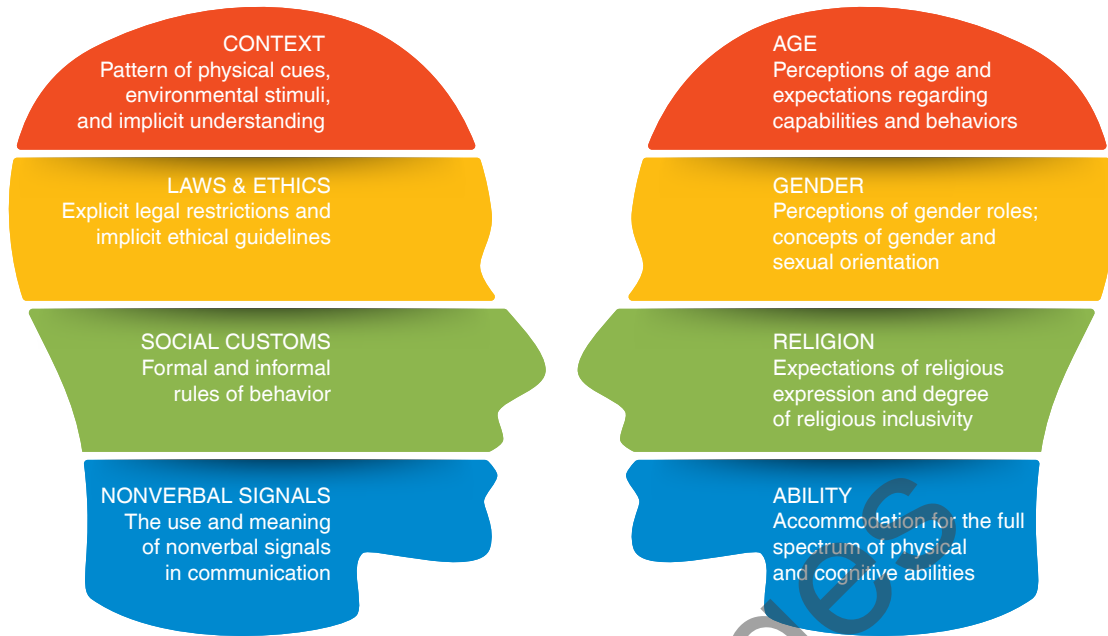 CONTEXT
Pattern of physical cues,
environmental stimuli,
and implicit understanding
LAWS & ETHICS
Explicit legal restrictions and
implicit ethical guidelines
SOCIAL CUSTOMS
Formal and informal
rules of behavior
NONVERBAL SIGNALS
The use and meaning
of nonverbal signals
in communication
AGE
Perceptions of age and
expectations regarding
capabilities and behaviors
GENDER
Perceptions of gender roles;
concepts of gender and
sexual orientation
RELIGION
Expectations of religious
expression and degree
of religious inclusivity
ABILITY
Accommodation for the full
spectrum of physical
and cognitive abilities